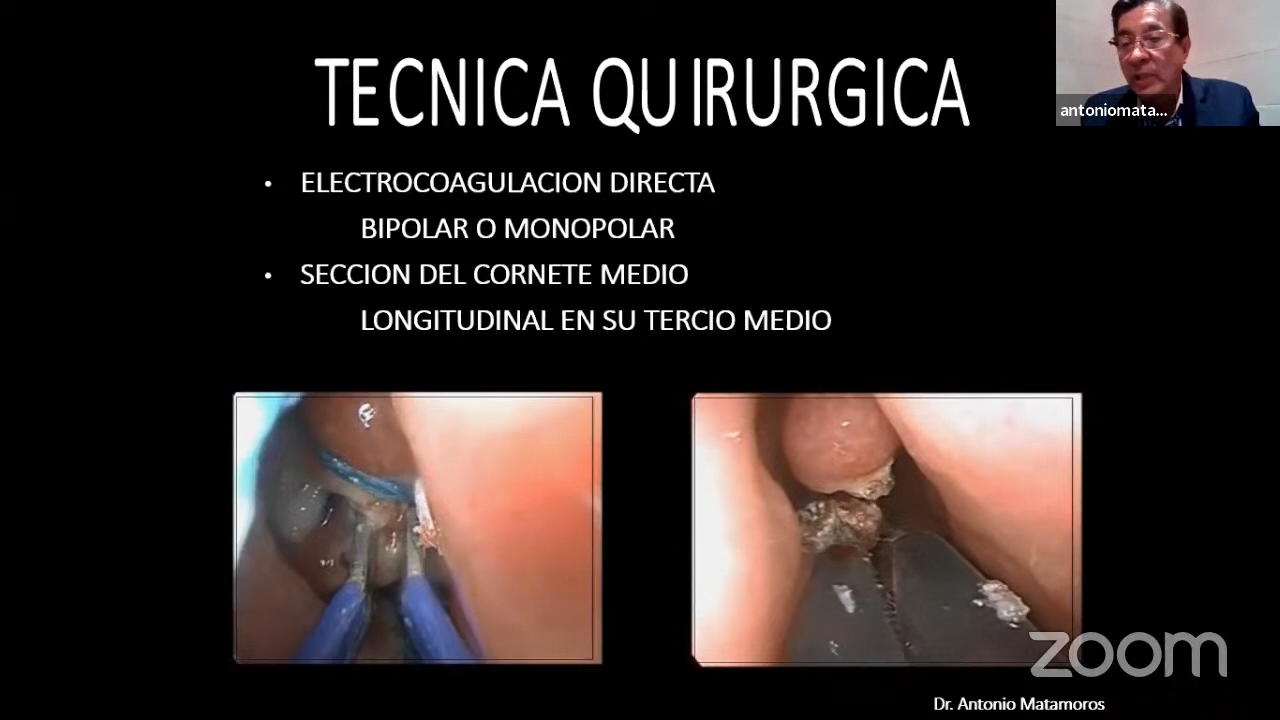 TECNICA QUIRURGICA
antoniomata...
• ELECTROCOAGULACION DIRECTA
BIPOLAR O MONOPOLAR
• SECCION DEL CORNETE MEDIO
LONGITUDINAL EN SU TERCIO MEDIO
zoom
Dr. Antonio Matamoros